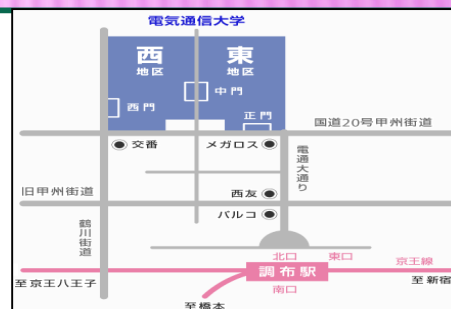 電気通信大学
西
地区
東
地区
中門
西門
正門
国道20号甲州街道
交番
メガロス
電通大通り
旧甲州街道
西友
パルコ
鶴川街道
北口
東口
京王線
調布駅
至京王八王子
至新宿
南口
至橋本